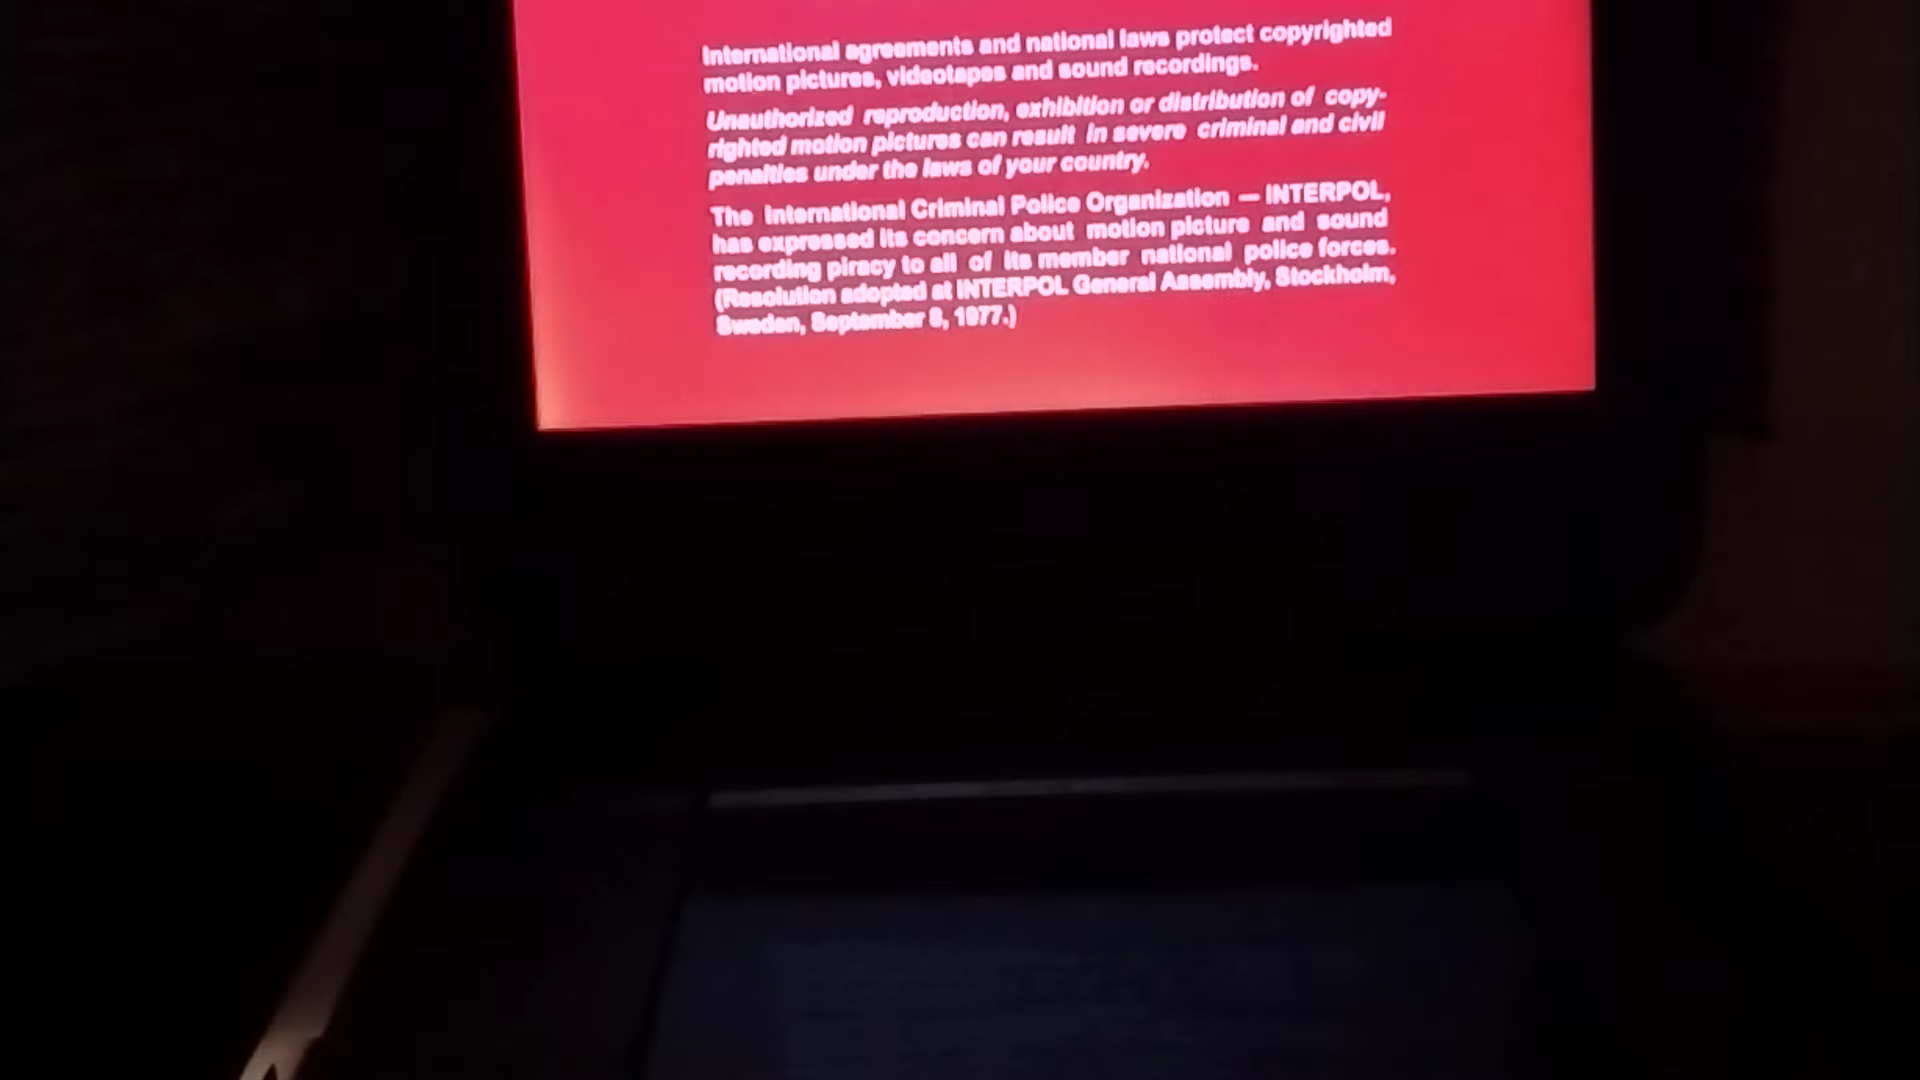 International agreements and national laws protect copyrighted
motion pictures, videotapes and sound recordings.
Unauthorized reproduction, exhibition or distribution of copy-
righted motion pictures can result in severe criminal and civil
penalties under the laws of your country.
The International Criminal Police Organization — INTERPOL,
has expressed its concern about motion picture and sound
recording piracy to all of its member national police forces.
(Resolution adopted at INTERPOL General Assembly, Stockholm,
Sweden, September 8, 1977.)